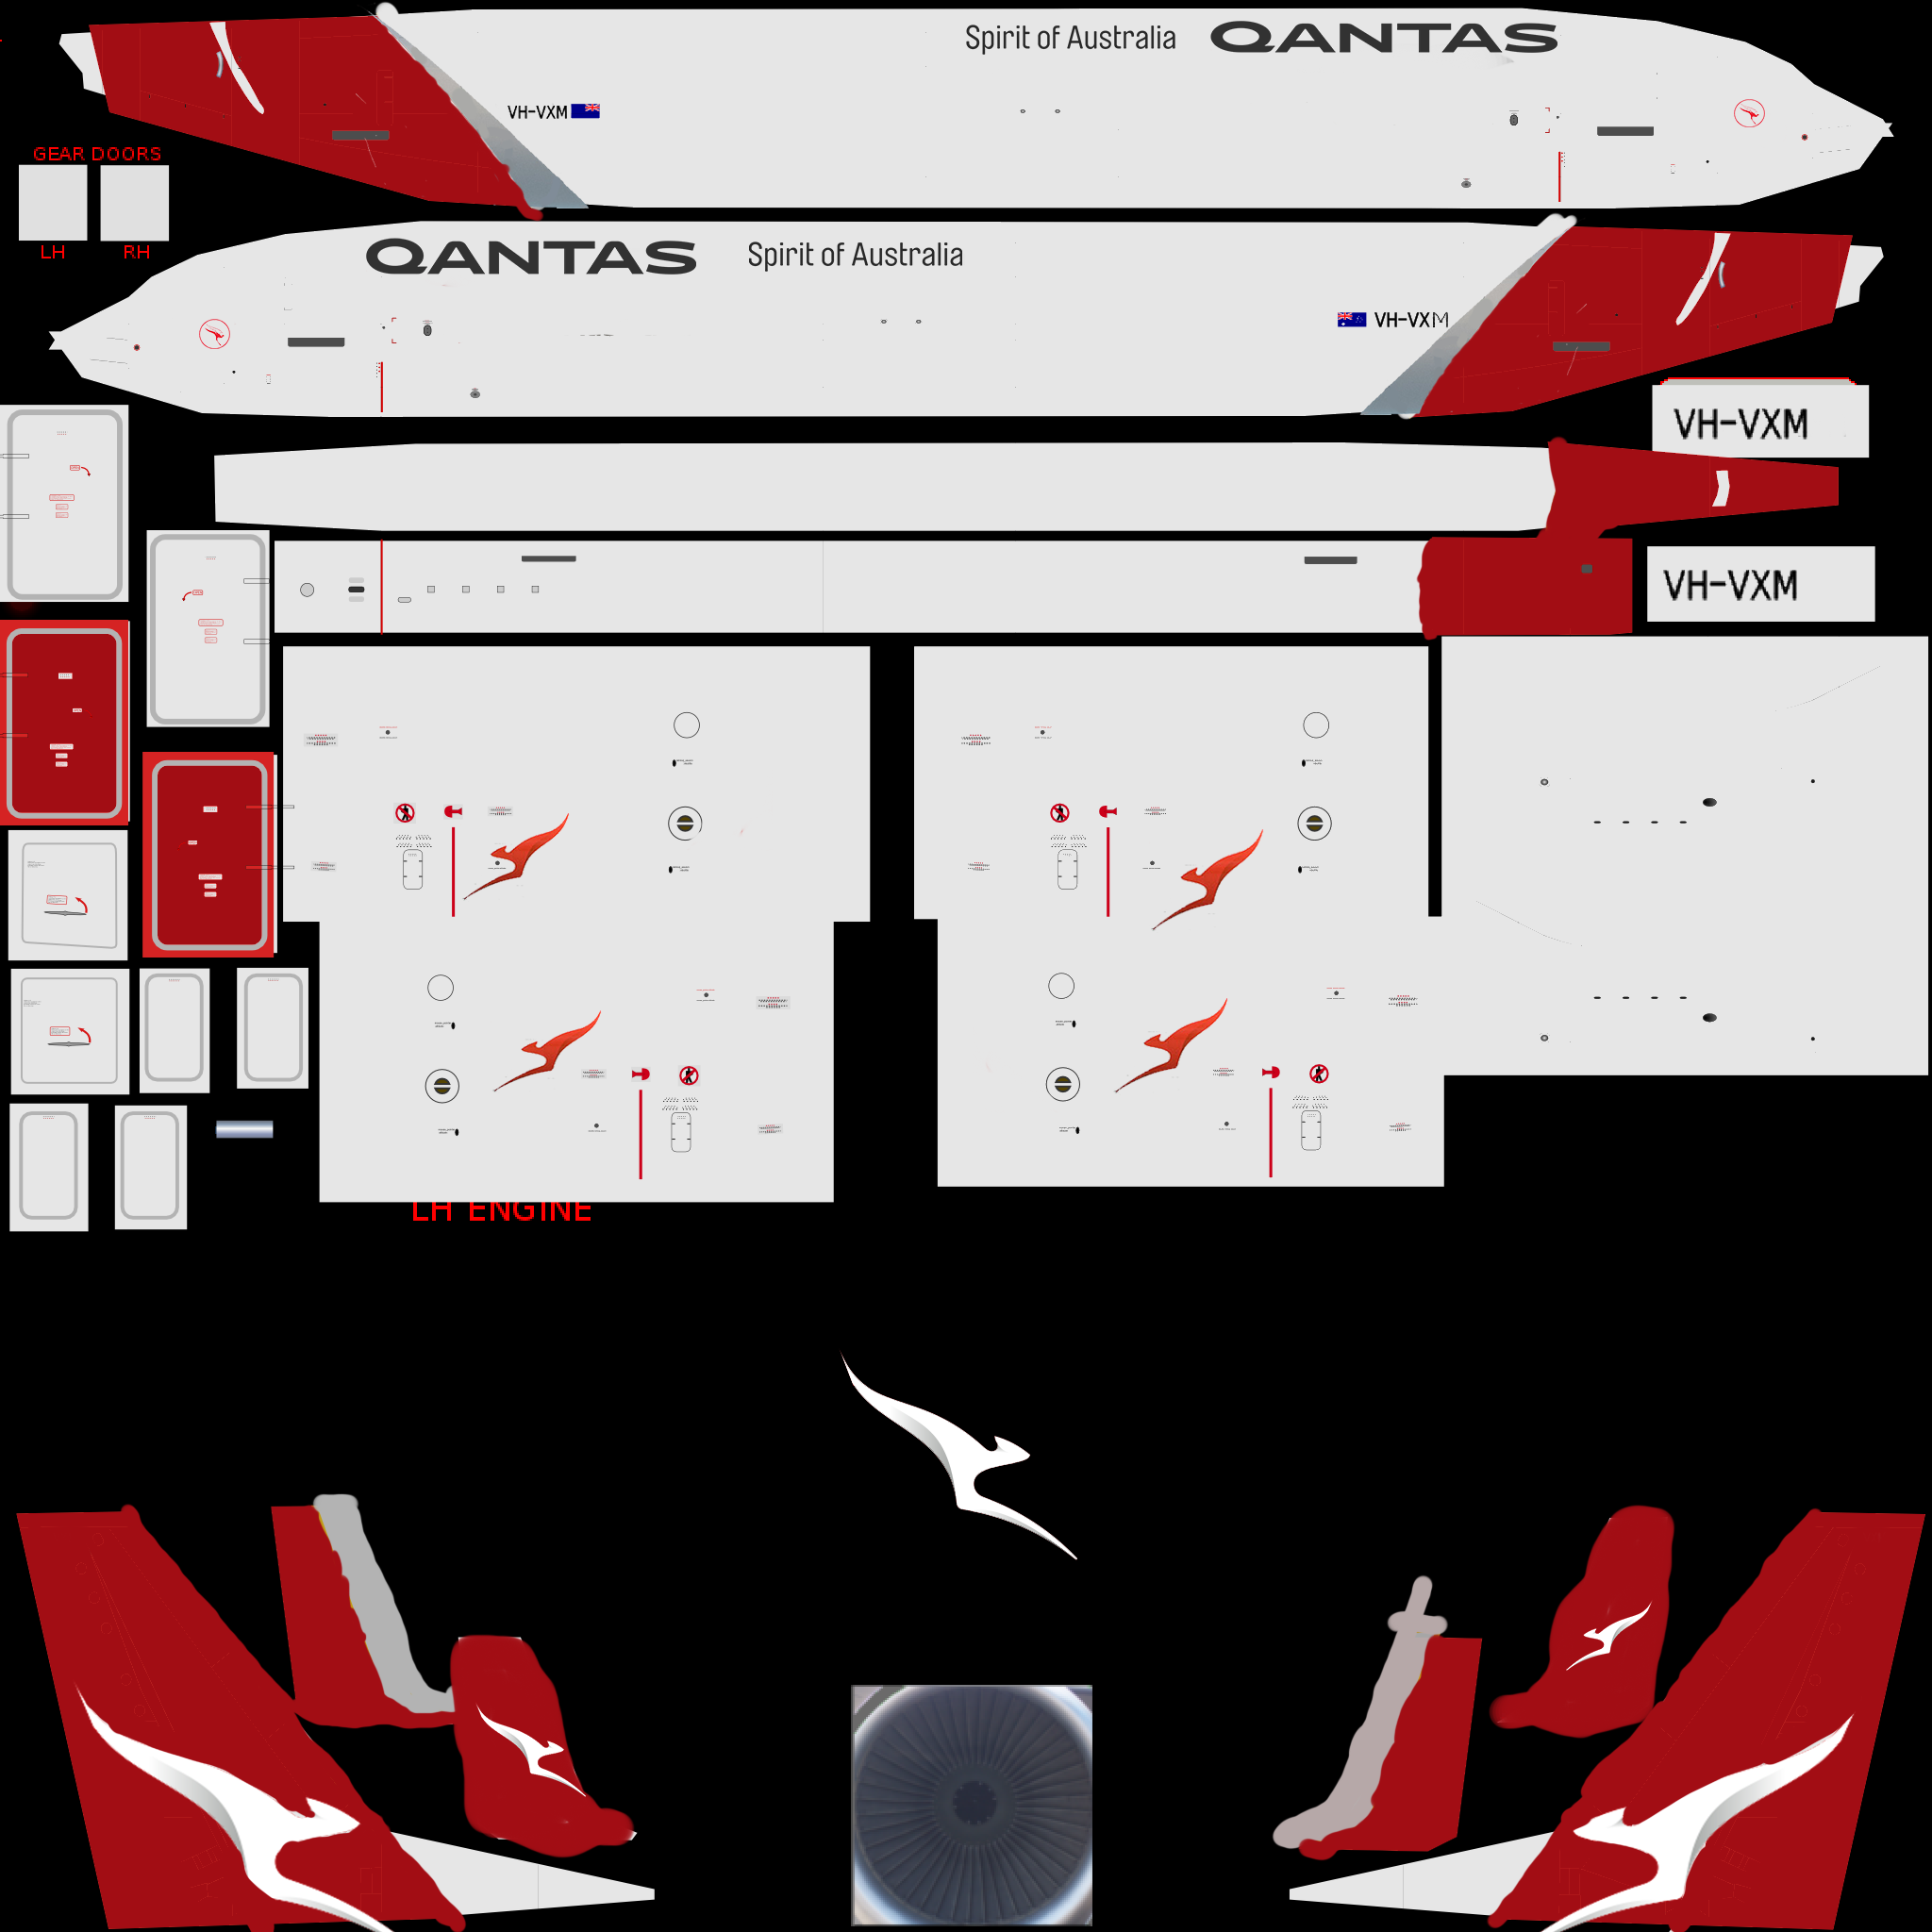 Spirit of Australia QANTAS
VH-VXM
GEAR DOORS
LH RH
QANTAS Spirit of Australia
VH-VXM
VH-VXM
VH-VXM
LH ENGINE